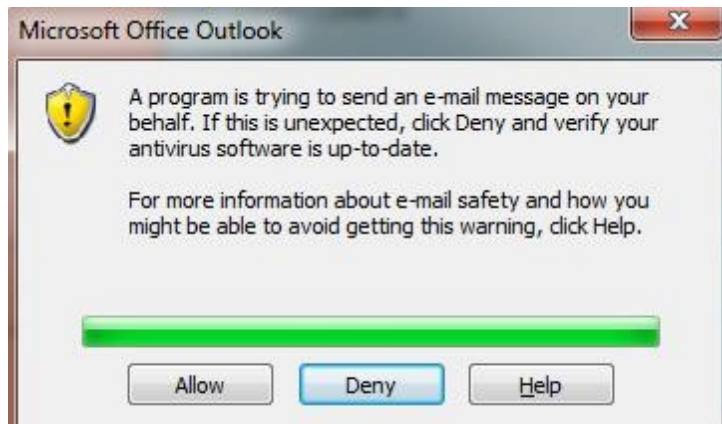 Microsoft Office Outlook
A program is trying to send an e-mail message on your
behalf. If this is unexpected, click Deny and verify your
antivirus software is up-to-date.
For more information about e-mail safety and how you
might be able to avoid getting this warning, click Help.
Allow Deny Help